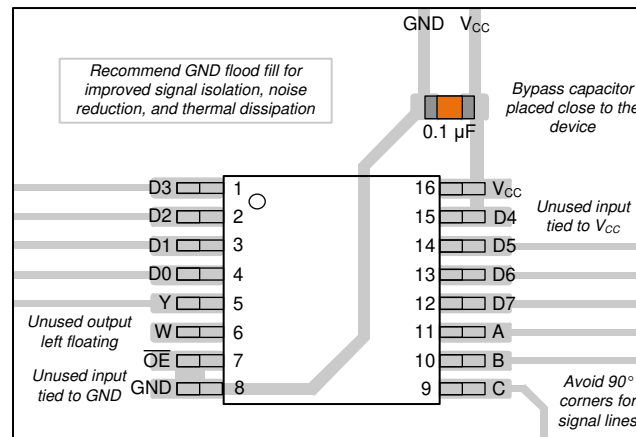 GND VCC
Recommend GND flood fill for
improved signal isolation, noise
reduction, and thermal dissipation
Bypass capacitor
placed close to the
device
0.1 µF
D3 1 16 VCC
D2 2 15 D4
Unused input
tied to VCC
D1 3 14 D5
D0 4 13 D6
Y 5 12 D7
Unused output
left floating
W 6 11 A
OE 7 10 B
Unused input
tied to GND
GND 8 9 C
Avoid 90°
corners for
signal lines